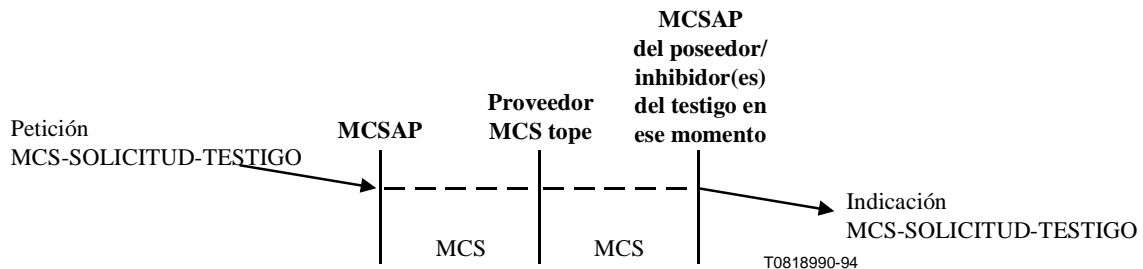 Petición
MCS-SOLICITUD-TESTIGO
MCSAP
Proveedor
MCS tope
MCSAP
del poseedor/
inhibidor(es)
del testigo en
ese momento
MCS
MCS
Indicación
MCS-SOLICITUD-TESTIGO
T0818990-94